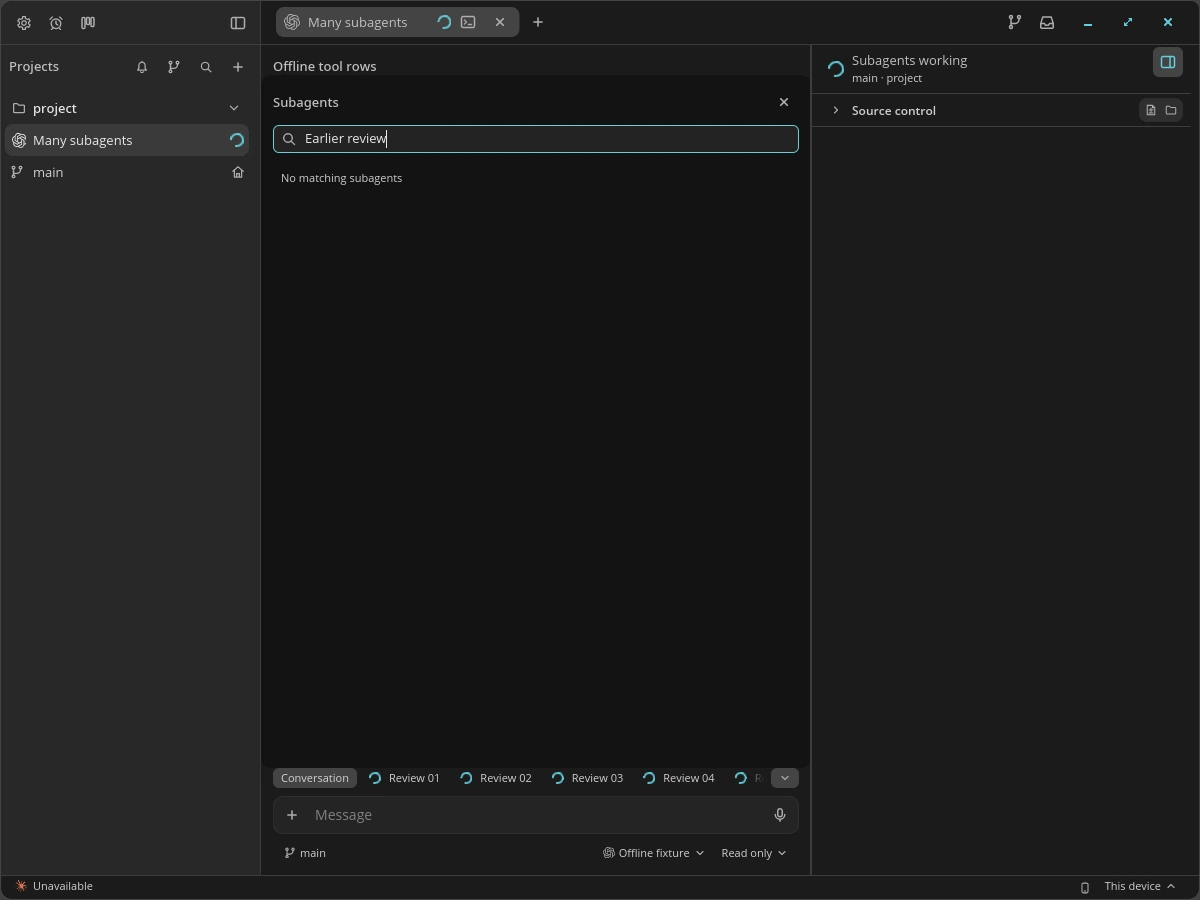 Many subagents
Projects
project
Many subagents
main
Offline tool rows
Subagents
Earlier review
No matching subagents
Conversation
Review 01
Review 02
Review 03
Review 04
Message
main
Offline fixture
Read only
Subagents working
main · project
Source control
Unavailable
This device